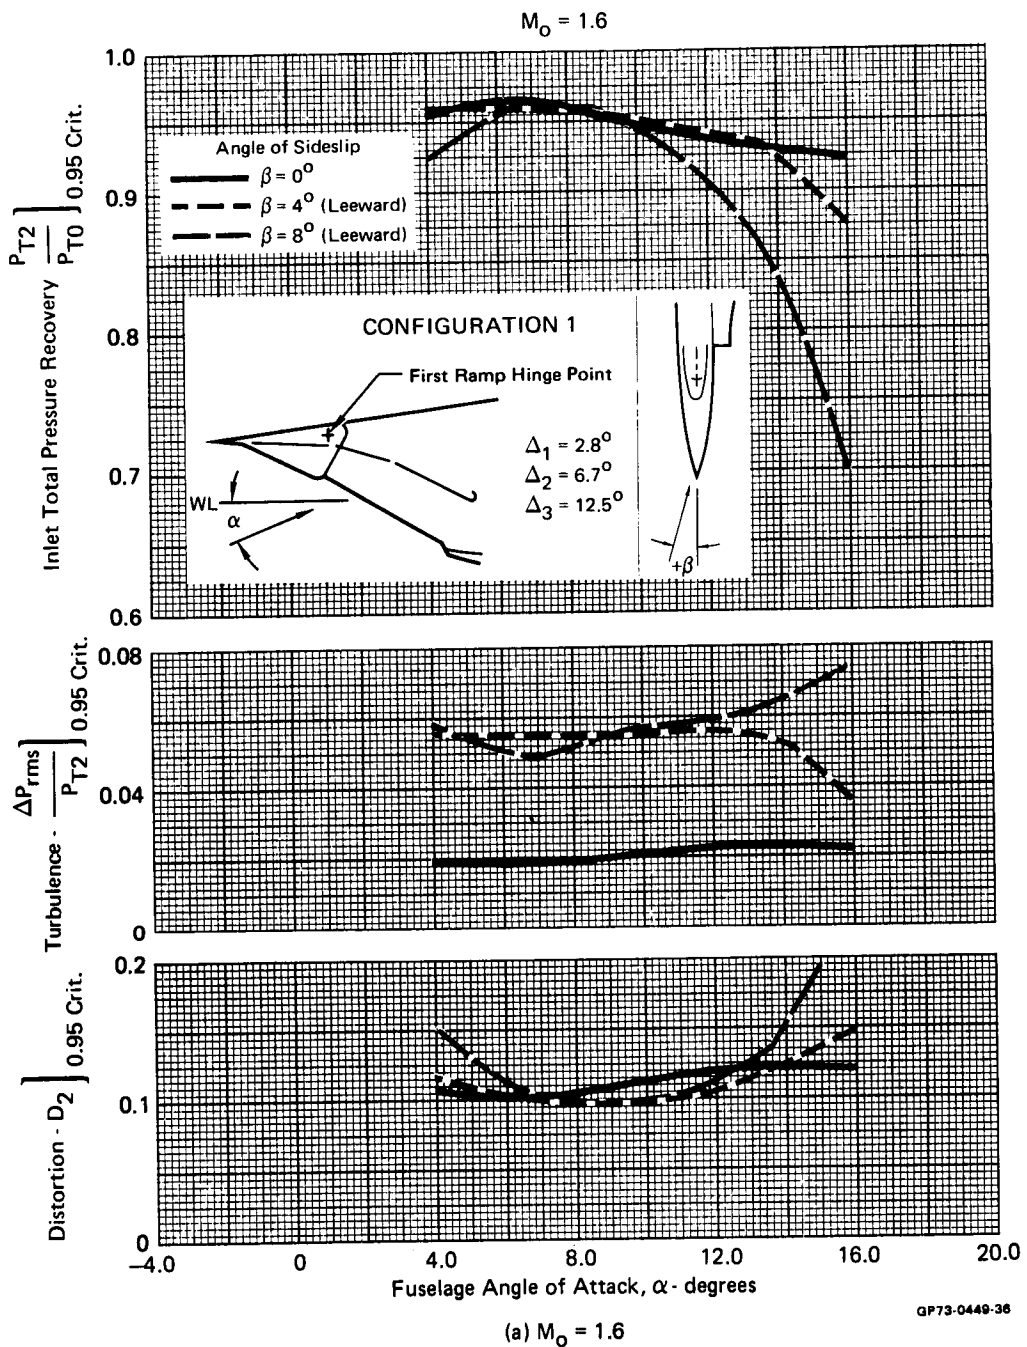 M₀ = 1.6
Inlet Total Pressure Recovery P_T2 / P_T0 ] 0.95 Crit.
1.0
0.9
0.8
0.7
0.6
Angle of Sideslip
β = 0°
β = 4° (Leeward)
β = 8° (Leeward)
CONFIGURATION 1
First Ramp Hinge Point
Δ₁ = 2.8°
Δ₂ = 6.7°
Δ₃ = 12.5°
WL
α
+β
Turbulence - ΔP_rms / P_T2 ] 0.95 Crit.
0.08
0.04
0
Distortion - D₂ ] 0.95 Crit.
0.2
0.1
0
–4.0 0 4.0 8.0 12.0 16.0 20.0
Fuselage Angle of Attack, α - degrees
GP73-0449-36
(a) M₀ = 1.6